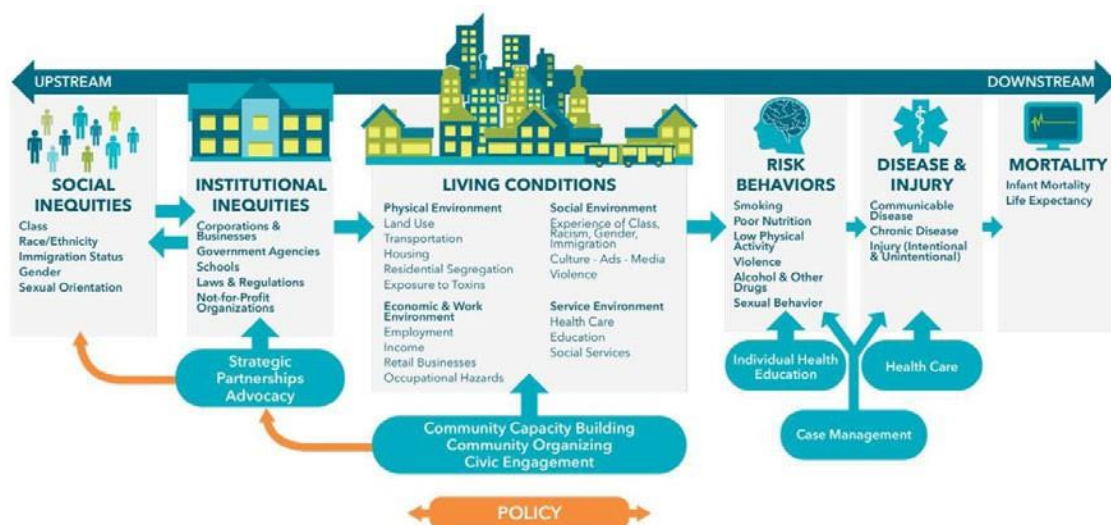 UPSTREAM
DOWNSTREAM
SOCIAL
INEQUITIES
Class
Race/Ethnicity
Immigration Status
Gender
Sexual Orientation
INSTITUTIONAL
INEQUITIES
Corporations &
Businesses
Government Agencies
Schools
Laws & Regulations
Not-for-Profit
Organizations
LIVING CONDITIONS
Physical Environment
Land Use
Transportation
Housing
Residential Segregation
Exposure to Toxins
Economic & Work
Environment
Employment
Income
Retail Businesses
Occupational Hazards
Social Environment
Experience of Class,
Racism, Gender,
Immigration
Culture - Ads - Media
Violence
Service Environment
Health Care
Education
Social Services
RISK
BEHAVIORS
Smoking
Poor Nutrition
Low Physical
Activity
Violence
Alcohol & Other
Drugs
Sexual Behavior
DISEASE &
INJURY
Communicable
Disease
Chronic Disease
Injury (Intentional
& Unintentional)
MORTALITY
Infant Mortality
Life Expectancy
Strategic
Partnerships
Advocacy
Community Capacity Building
Community Organizing
Civic Engagement
Individual Health
Education
Health Care
Case Management
POLICY